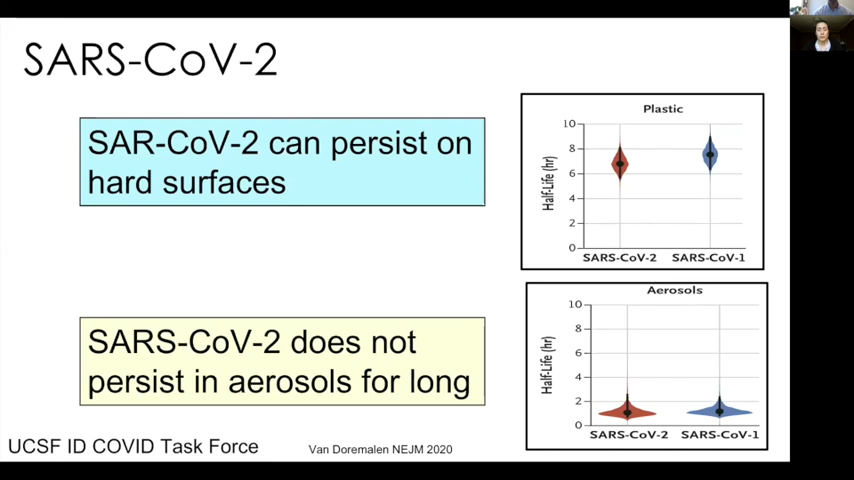 SARS-CoV-2
SAR-CoV-2 can persist on
hard surfaces
Plastic
10
8
6
4
2
0
Half-Life (hr)
SARS-CoV-2 SARS-CoV-1
SARS-CoV-2 does not
persist in aerosols for long
Aerosols
10
8
6
4
2
0
Half-Life (hr)
SARS-CoV-2 SARS-CoV-1
UCSF ID COVID Task Force
Van Doremalen NEJM 2020